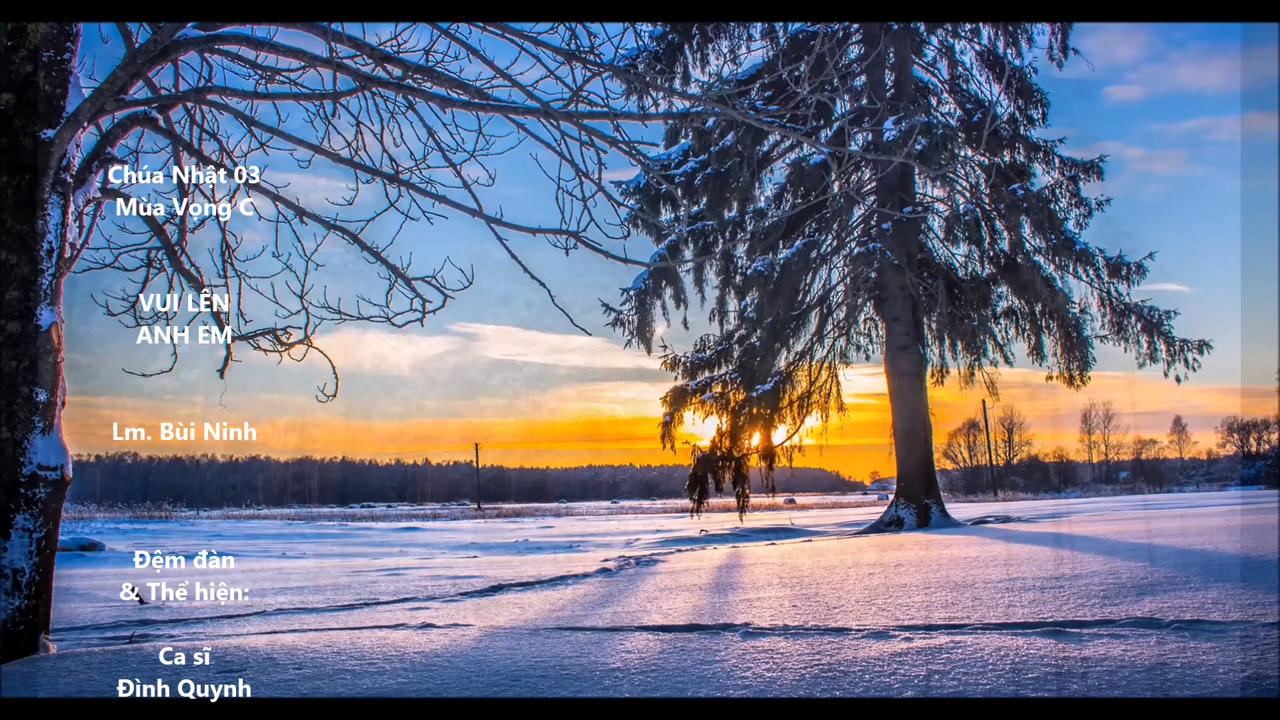 Chúa Nhật 03
Mùa Vọng C
VUI LÊN
ANH EM
Lm. Bùi Ninh
Đệm đàn
& Thể hiện:
Ca sĩ
Đình Quynh